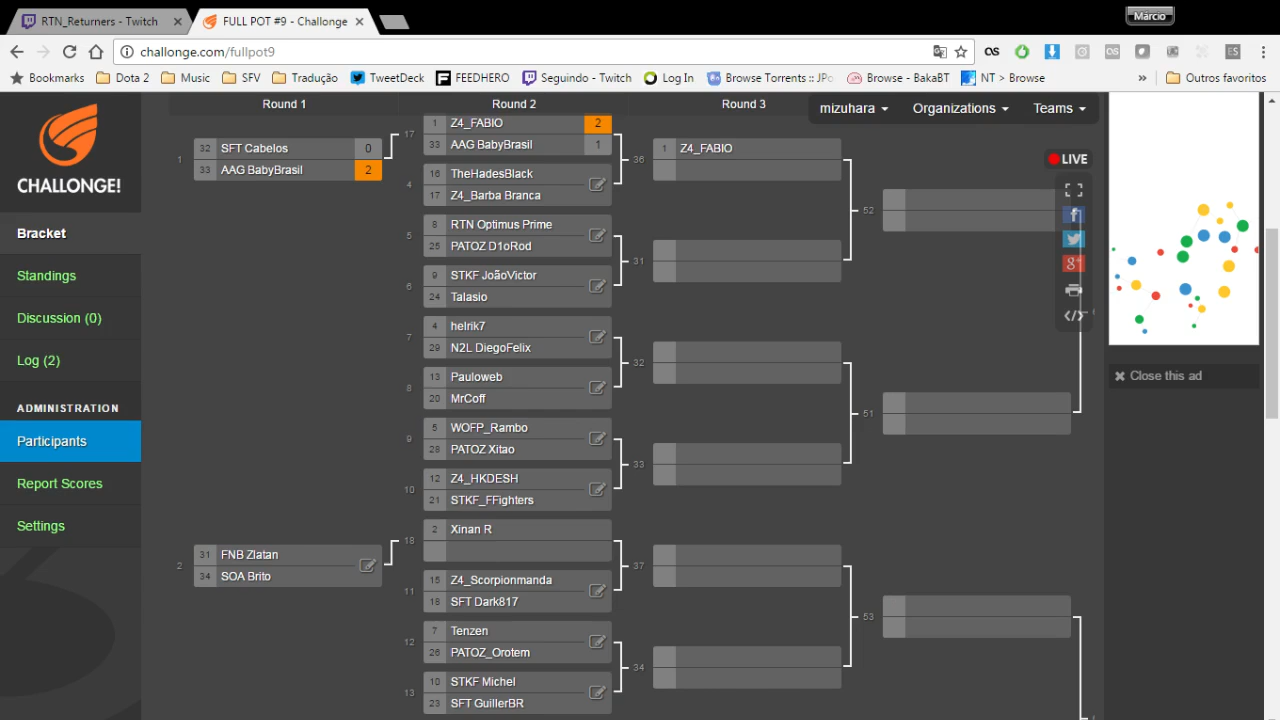 RTN_Returners - Twitch
FULL POT #9 - Challonge
Márcio
challonge.com/fullpot9
Bookmarks
Dota 2
Music
SFV
Tradução
TweetDeck
FEEDHERO
Seguindo - Twitch
Log In
Browse Torrents :: JPo
Browse - BakaBT
NT > Browse
»
Outros favoritos
CHALLONGE!
Bracket
Standings
Discussion (0)
Log (2)
ADMINISTRATION
Participants
Report Scores
Settings
Round 1
Round 2
Round 3
mizuhara
Organizations
Teams
LIVE
1
32 SFT Cabelos 0
33 AAG BabyBrasil 2
2
31 FNB Zlatan
34 SOA Brito
17
1 Z4_FABIO 2
33 AAG BabyBrasil 1
4
16 TheHadesBlack
17 Z4_Barba Branca
5
8 RTN Optimus Prime
25 PATOZ D1oRod
6
9 STKF JoãoVictor
24 Talasio
7
4 helrik7
29 N2L DiegoFelix
8
13 Pauloweb
20 MrCoff
9
5 WOFP_Rambo
28 PATOZ Xitao
10
12 Z4_HKDESH
21 STKF_FFighters
18
2 Xinan R
11
15 Z4_Scorpionmanda
18 SFT Dark817
12
7 Tenzen
26 PATOZ_Orotem
13
10 STKF Michel
23 SFT GuillerBR
36
1 Z4_FABIO
31
32
33
37
34
52
51
53
Close this ad